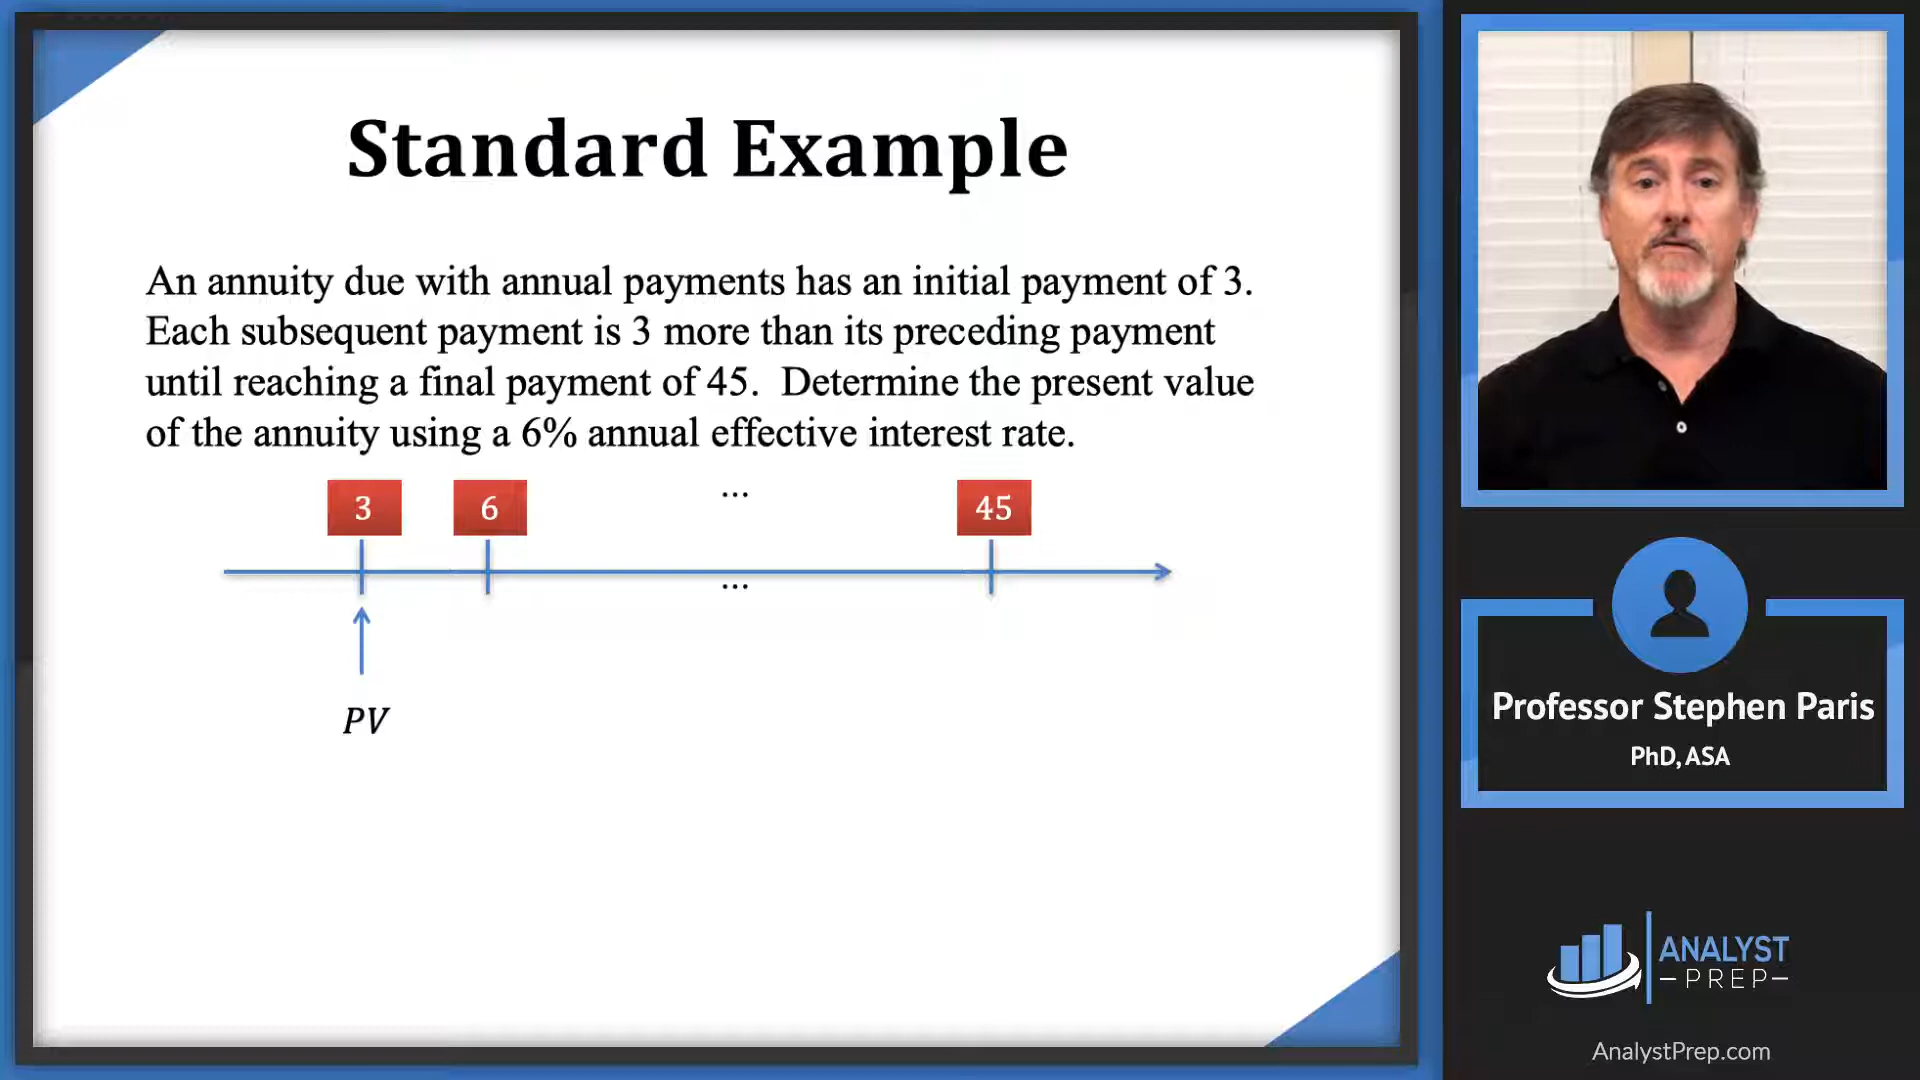 Standard Example
An annuity due with annual payments has an initial payment of 3.
Each subsequent payment is 3 more than its preceding payment
until reaching a final payment of 45.  Determine the present value
of the annuity using a 6% annual effective interest rate.
3 6 ... 45
...
PV
Professor Stephen Paris
PhD, ASA
ANALYST
PREP
AnalystPrep.com